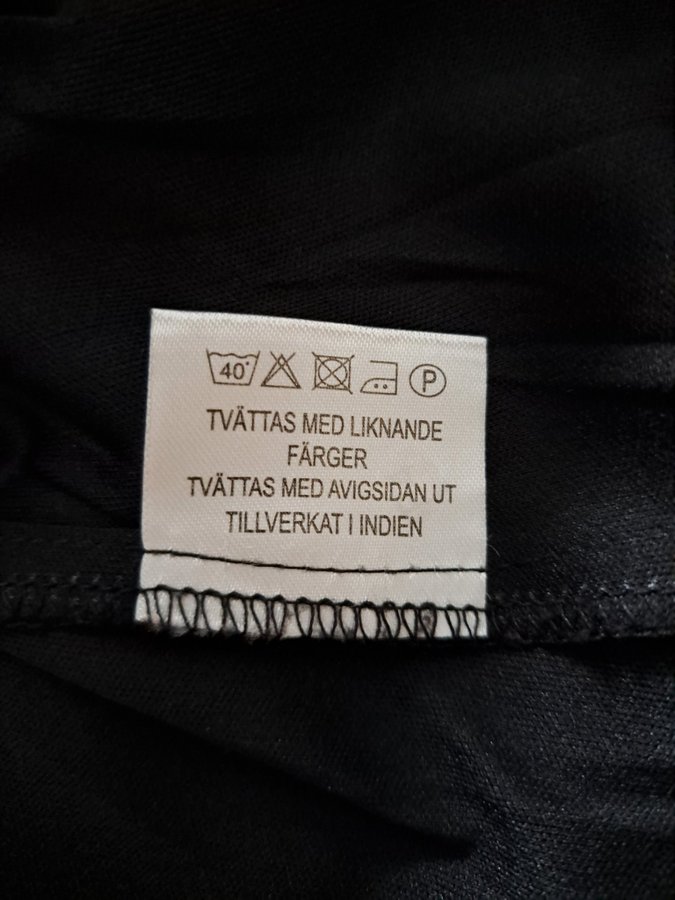 40° P
TVÄTTAS MED LIKNANDE
FÄRGER
TVÄTTAS MED AVIGSIDAN UT
TILLVERKAT I INDIEN